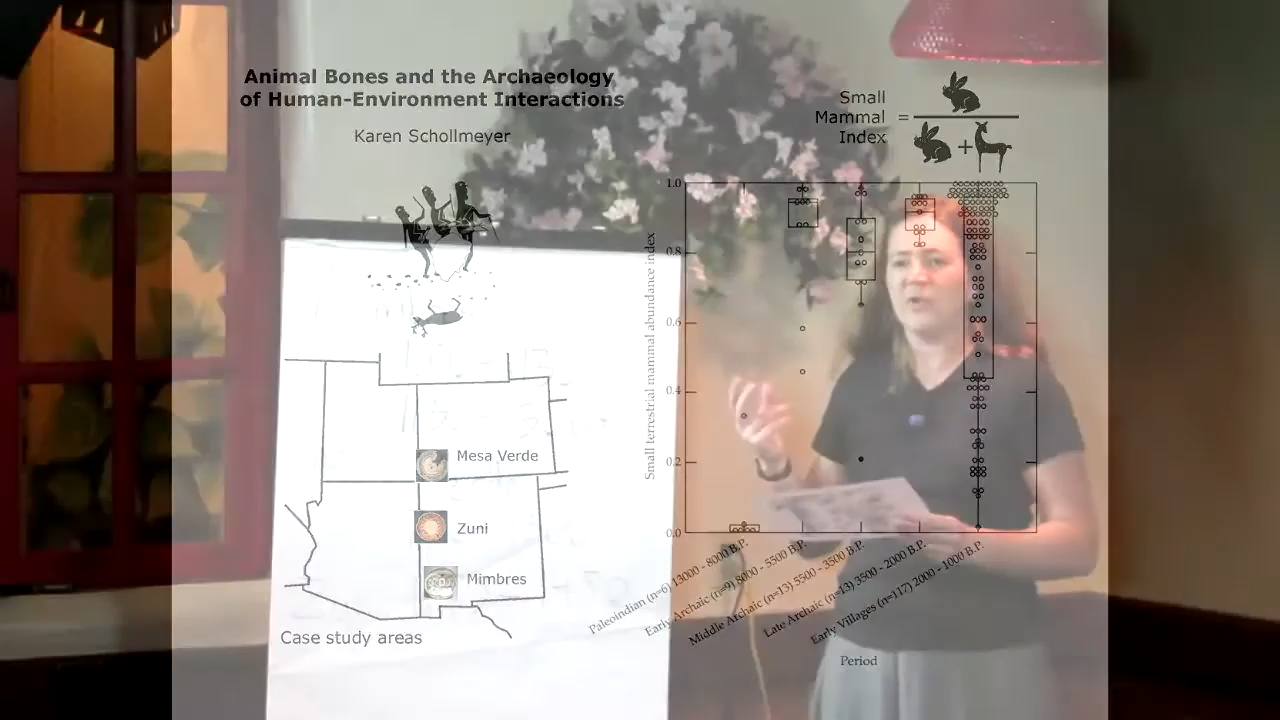 Animal Bones and the Archaeology
of Human-Environment Interactions
Karen Schollmeyer
Mesa Verde
Zuni
Mimbres
Case study areas
Small
Mammal
Index
=
+
Small terrestrial mammal abundance index
1.0
0.8
0.6
0.4
0.2
0.0
Paleoindian (n=6) 13000 - 8000 B.P.
Early Archaic (n=9) 8000 - 5500 B.P.
Middle Archaic (n=13) 5500 - 3500 B.P.
Late Archaic (n=13) 3500 - 2000 B.P.
Early Villages (n=117) 2000 - 1000 B.P.
Period